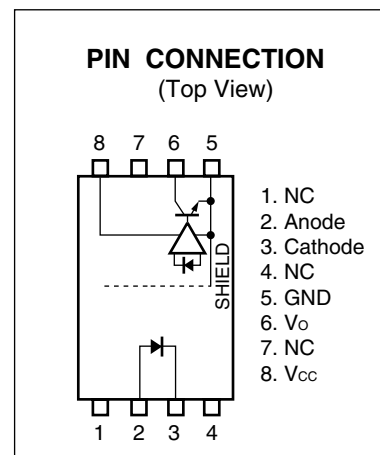 PIN CONNECTION
(Top View)
8 7 6 5
SHIELD
1 2 3 4
1. NC
2. Anode
3. Cathode
4. NC
5. GND
6. Vo
7. NC
8. Vcc